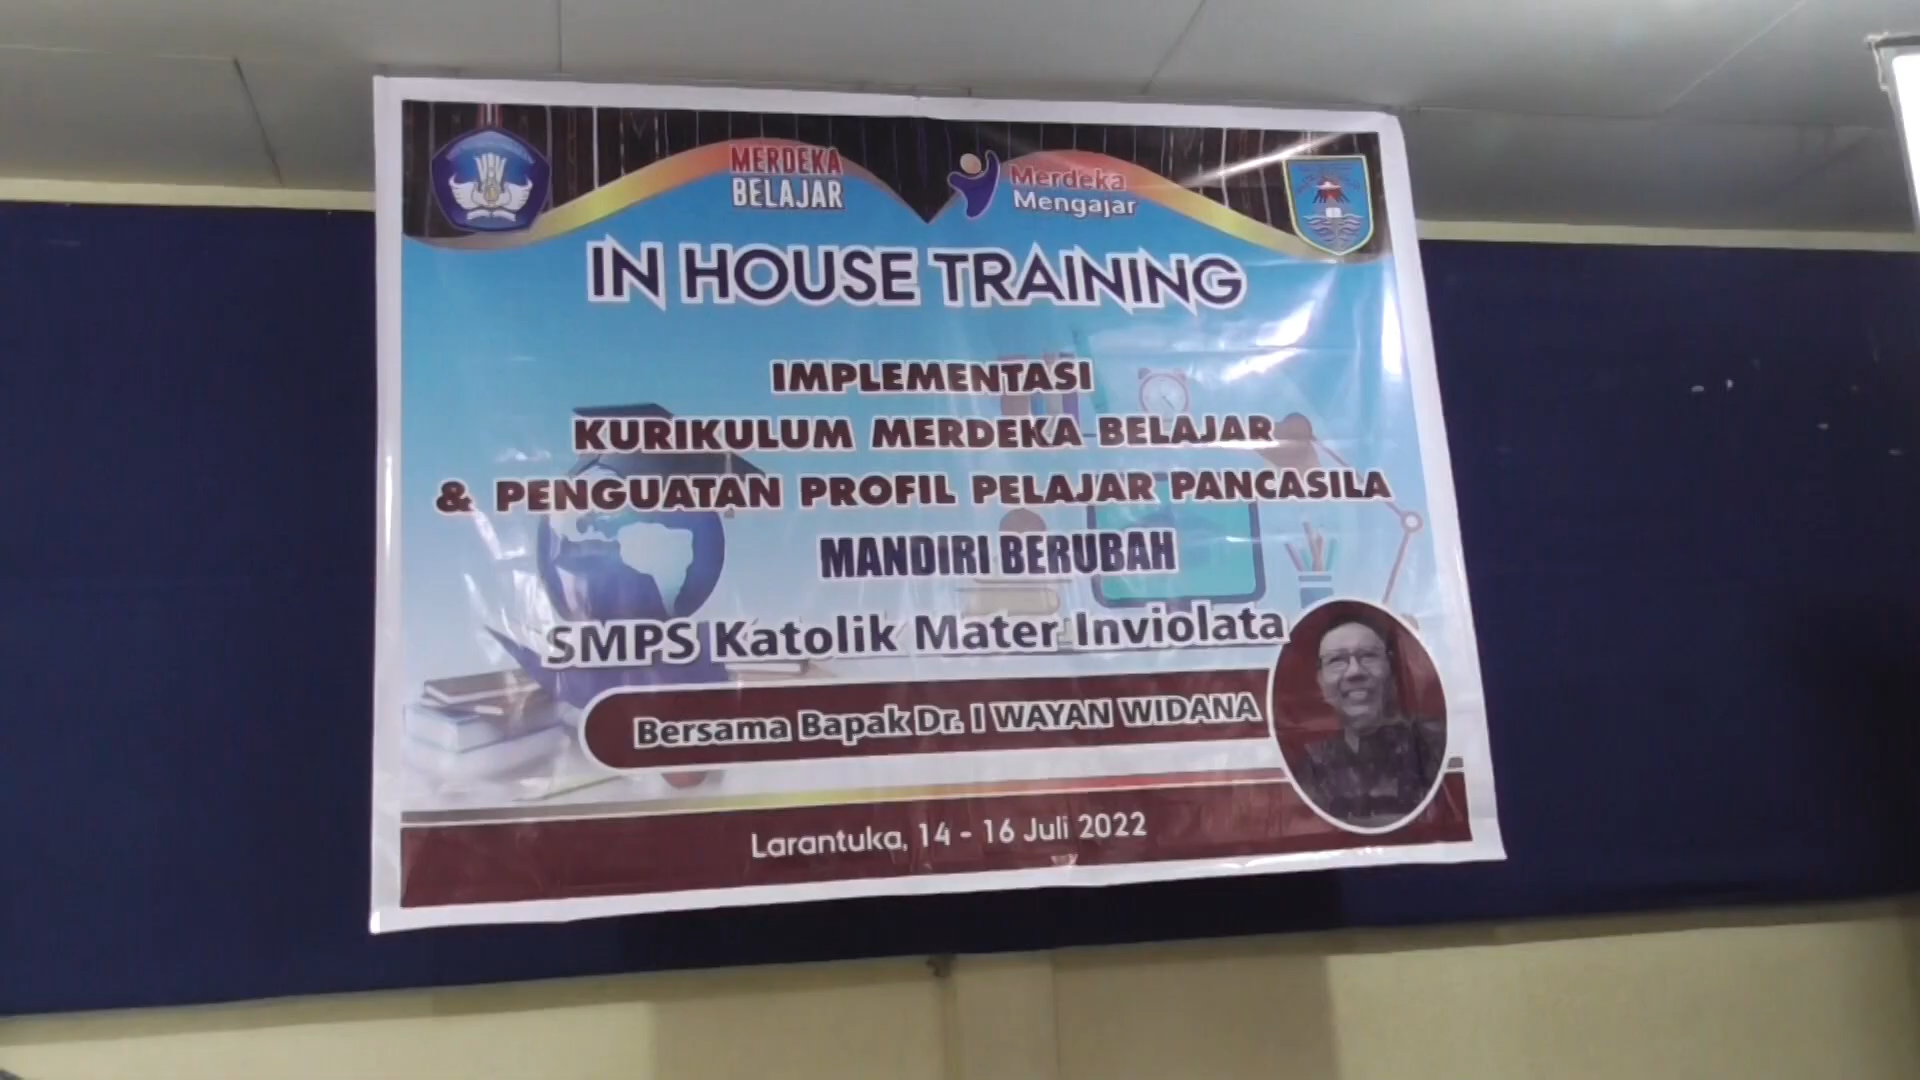 MERDEKA
BELAJAR
Merdeka
Mengajar
IN HOUSE TRAINING
IMPLEMENTASI
KURIKULUM MERDEKA BELAJAR
& PENGUATAN PROFIL PELAJAR PANCASILA
MANDIRI BERUBAH
SMPS Katolik Mater Inviolata
Bersama Bapak Dr. I WAYAN WIDANA
Larantuka, 14 - 16 Juli 2022